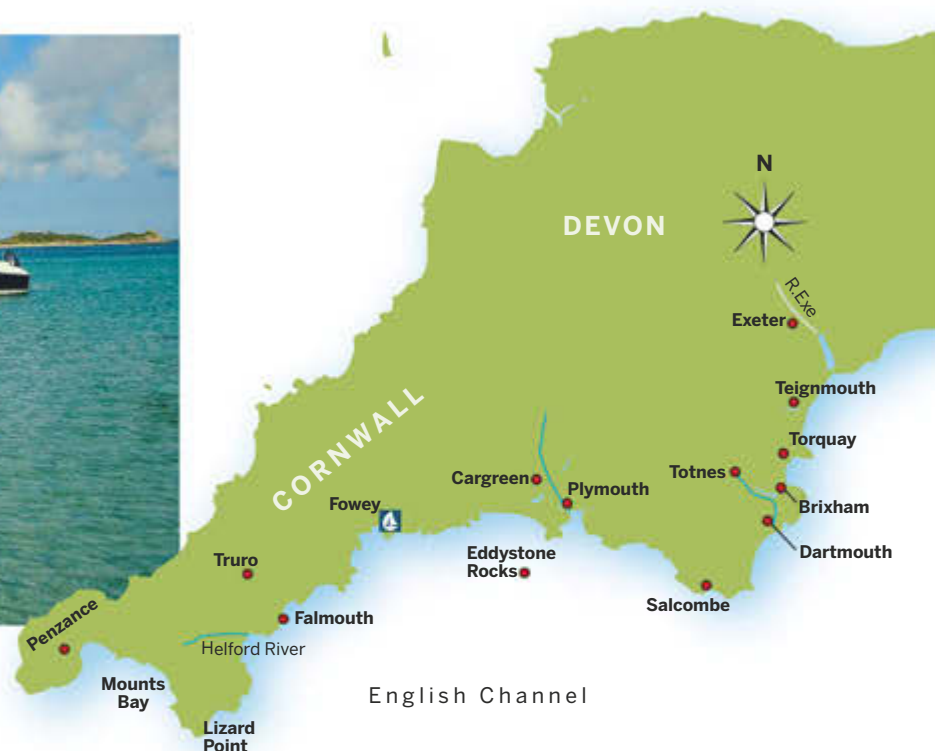 N
DEVON
R.Exe
Exeter
Teignmouth
CORNWALL
Torquay
Cargreen
Totnes
Plymouth
Fowey
Brixham
Eddystone
Rocks
Dartmouth
Truro
Salcombe
Falmouth
Penzance
Helford River
Mounts
Bay
English Channel
Lizard
Point